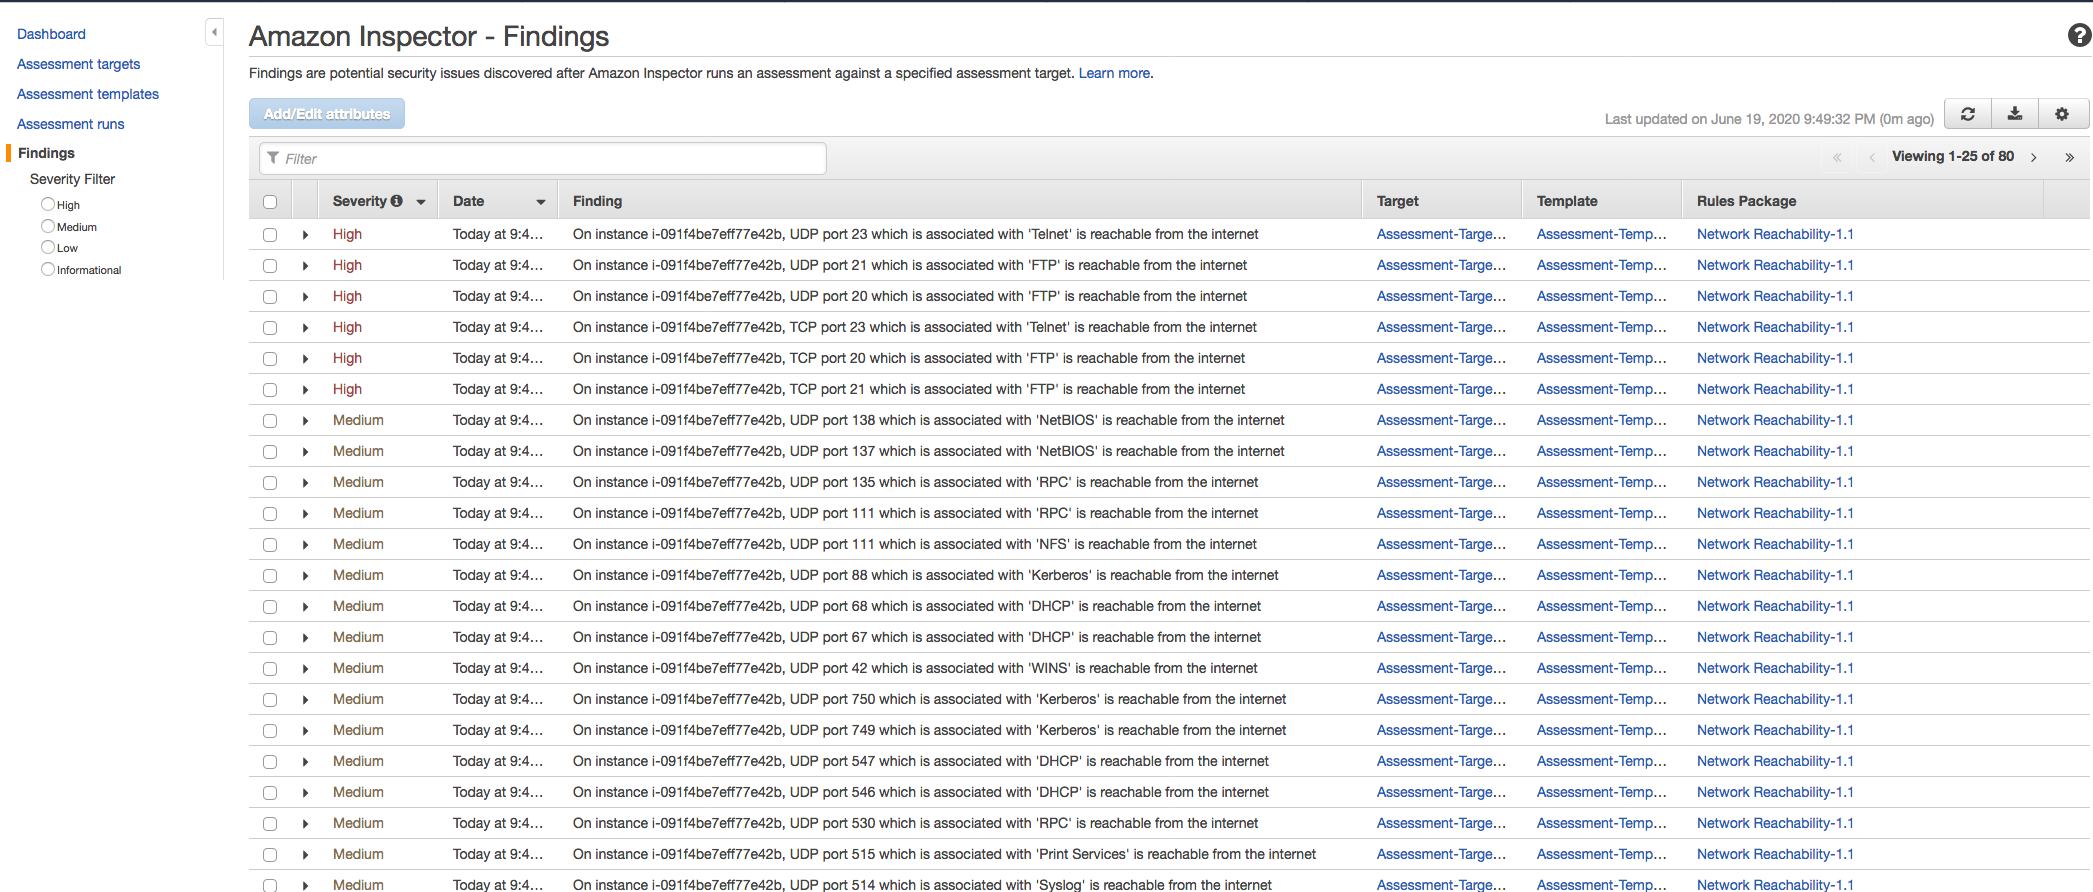 Dashboard
Assessment targets
Assessment templates
Assessment runs
Findings
Severity Filter
High
Medium
Low
Informational
Amazon Inspector - Findings
Findings are potential security issues discovered after Amazon Inspector runs an assessment against a specified assessment target. Learn more.
Add/Edit attributes
Last updated on June 19, 2020 9:49:32 PM (0m ago)
Filter
« ‹ Viewing 1-25 of 80 › »
Severity Date Finding Target Template Rules Package
High Today at 9:4... On instance i-091f4be7eff77e42b, UDP port 23 which is associated with 'Telnet' is reachable from the internet Assessment-Targe... Assessment-Temp... Network Reachability-1.1
High Today at 9:4... On instance i-091f4be7eff77e42b, UDP port 21 which is associated with 'FTP' is reachable from the internet Assessment-Targe... Assessment-Temp... Network Reachability-1.1
High Today at 9:4... On instance i-091f4be7eff77e42b, UDP port 20 which is associated with 'FTP' is reachable from the internet Assessment-Targe... Assessment-Temp... Network Reachability-1.1
High Today at 9:4... On instance i-091f4be7eff77e42b, TCP port 23 which is associated with 'Telnet' is reachable from the internet Assessment-Targe... Assessment-Temp... Network Reachability-1.1
High Today at 9:4... On instance i-091f4be7eff77e42b, TCP port 20 which is associated with 'FTP' is reachable from the internet Assessment-Targe... Assessment-Temp... Network Reachability-1.1
High Today at 9:4... On instance i-091f4be7eff77e42b, TCP port 21 which is associated with 'FTP' is reachable from the internet Assessment-Targe... Assessment-Temp... Network Reachability-1.1
Medium Today at 9:4... On instance i-091f4be7eff77e42b, UDP port 138 which is associated with 'NetBIOS' is reachable from the internet Assessment-Targe... Assessment-Temp... Network Reachability-1.1
Medium Today at 9:4... On instance i-091f4be7eff77e42b, UDP port 137 which is associated with 'NetBIOS' is reachable from the internet Assessment-Targe... Assessment-Temp... Network Reachability-1.1
Medium Today at 9:4... On instance i-091f4be7eff77e42b, UDP port 135 which is associated with 'RPC' is reachable from the internet Assessment-Targe... Assessment-Temp... Network Reachability-1.1
Medium Today at 9:4... On instance i-091f4be7eff77e42b, UDP port 111 which is associated with 'RPC' is reachable from the internet Assessment-Targe... Assessment-Temp... Network Reachability-1.1
Medium Today at 9:4... On instance i-091f4be7eff77e42b, UDP port 111 which is associated with 'NFS' is reachable from the internet Assessment-Targe... Assessment-Temp... Network Reachability-1.1
Medium Today at 9:4... On instance i-091f4be7eff77e42b, UDP port 88 which is associated with 'Kerberos' is reachable from the internet Assessment-Targe... Assessment-Temp... Network Reachability-1.1
Medium Today at 9:4... On instance i-091f4be7eff77e42b, UDP port 68 which is associated with 'DHCP' is reachable from the internet Assessment-Targe... Assessment-Temp... Network Reachability-1.1
Medium Today at 9:4... On instance i-091f4be7eff77e42b, UDP port 67 which is associated with 'DHCP' is reachable from the internet Assessment-Targe... Assessment-Temp... Network Reachability-1.1
Medium Today at 9:4... On instance i-091f4be7eff77e42b, UDP port 42 which is associated with 'WINS' is reachable from the internet Assessment-Targe... Assessment-Temp... Network Reachability-1.1
Medium Today at 9:4... On instance i-091f4be7eff77e42b, UDP port 750 which is associated with 'Kerberos' is reachable from the internet Assessment-Targe... Assessment-Temp... Network Reachability-1.1
Medium Today at 9:4... On instance i-091f4be7eff77e42b, UDP port 749 which is associated with 'Kerberos' is reachable from the internet Assessment-Targe... Assessment-Temp... Network Reachability-1.1
Medium Today at 9:4... On instance i-091f4be7eff77e42b, UDP port 547 which is associated with 'DHCP' is reachable from the internet Assessment-Targe... Assessment-Temp... Network Reachability-1.1
Medium Today at 9:4... On instance i-091f4be7eff77e42b, UDP port 546 which is associated with 'DHCP' is reachable from the internet Assessment-Targe... Assessment-Temp... Network Reachability-1.1
Medium Today at 9:4... On instance i-091f4be7eff77e42b, UDP port 530 which is associated with 'RPC' is reachable from the internet Assessment-Targe... Assessment-Temp... Network Reachability-1.1
Medium Today at 9:4... On instance i-091f4be7eff77e42b, UDP port 515 which is associated with 'Print Services' is reachable from the internet Assessment-Targe... Assessment-Temp... Network Reachability-1.1
Medium Today at 9:4... On instance i-091f4be7eff77e42b, UDP port 514 which is associated with 'Syslog' is reachable from the internet Assessment-Targe... Assessment-Temp... Network Reachability-1.1